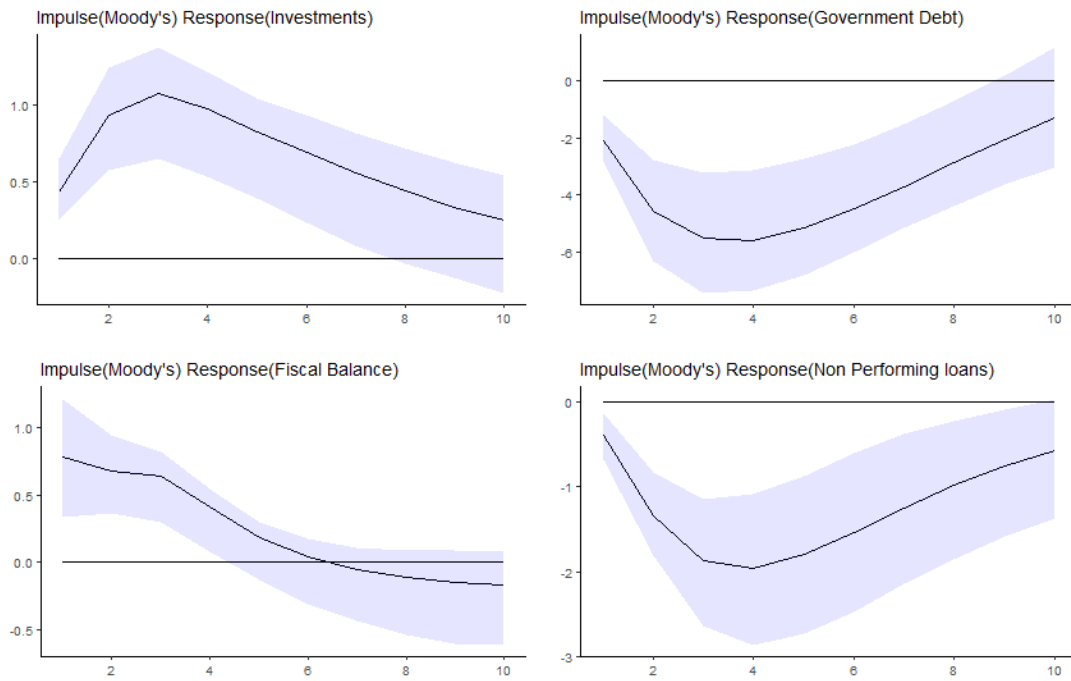 Impulse(Moody's) Response(Investments)
1.0
0.5
0.0
2 4 6 8 10
Impulse(Moody's) Response(Government Debt)
0
-2
-4
-6
2 4 6 8 10
Impulse(Moody's) Response(Fiscal Balance)
1.0
0.5
0.0
-0.5
2 4 6 8 10
Impulse(Moody's) Response(Non Performing loans)
0
-1
-2
-3
2 4 6 8 10